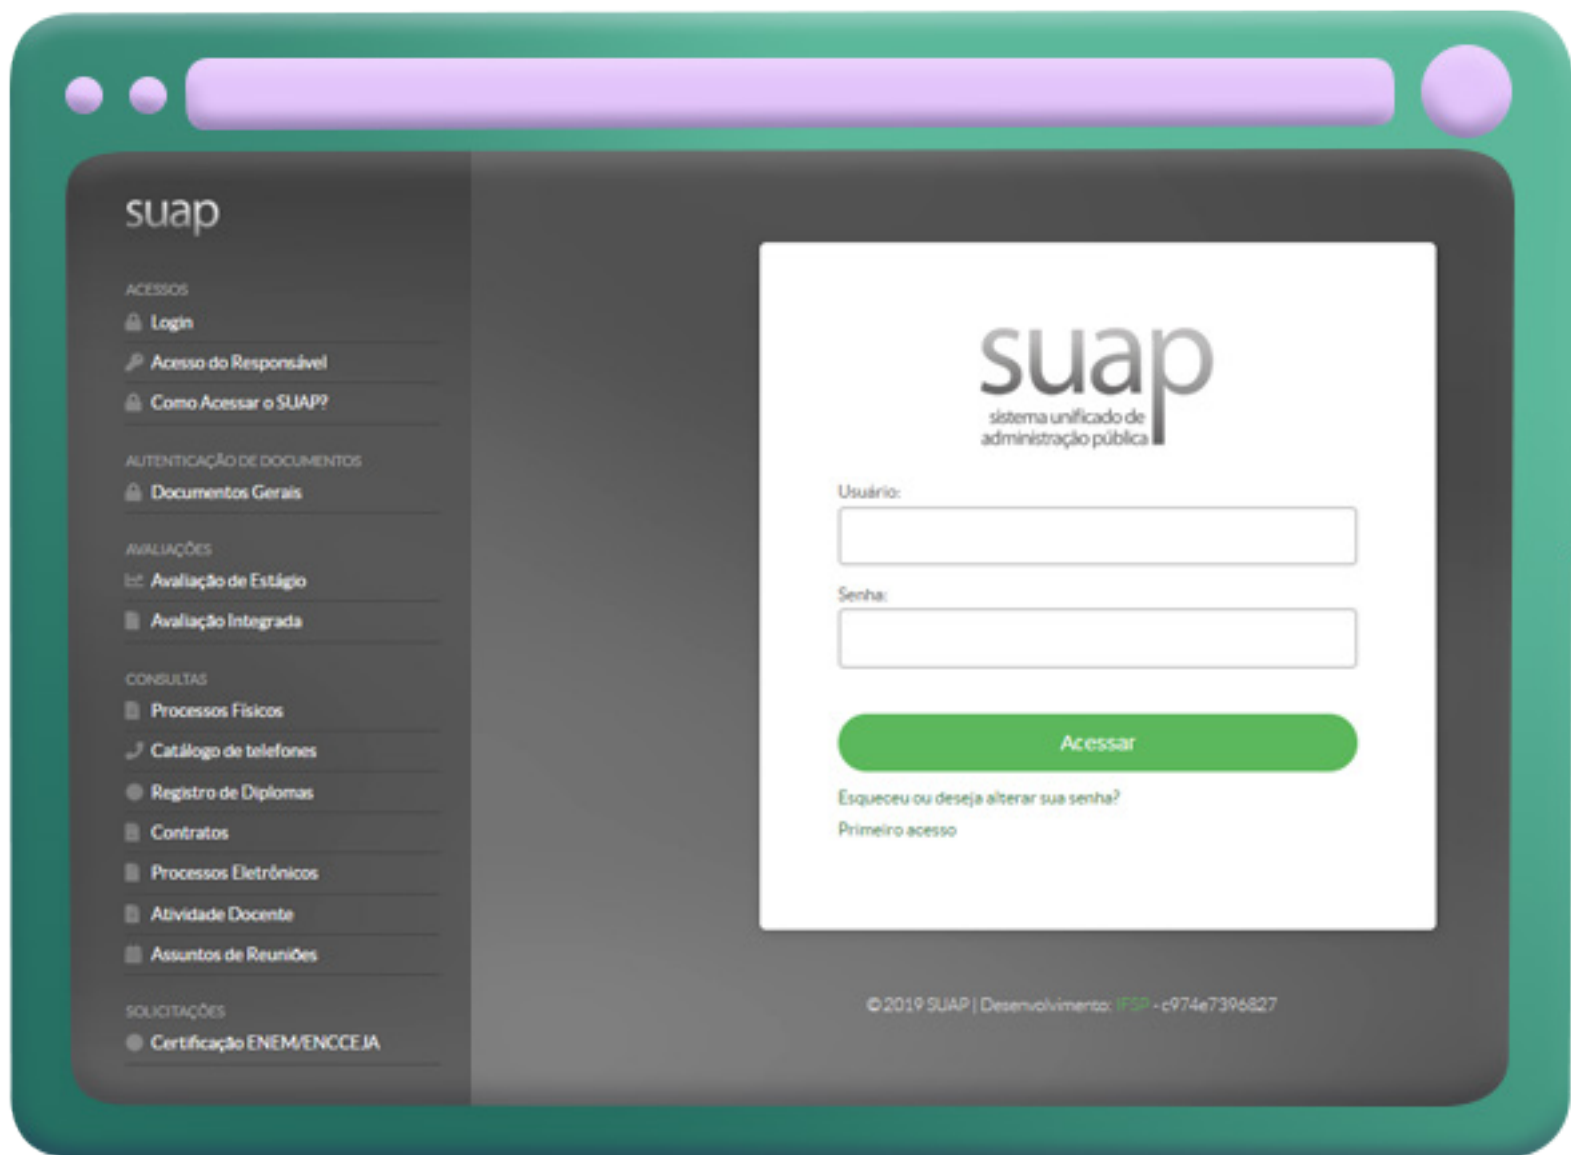 suap
ACESSOS
Login
Acesso do Responsável
Como Acessar o SUAP?
AUTENTICAÇÃO DE DOCUMENTOS
Documentos Gerais
AVALIAÇÕES
Avaliação de Estágio
Avaliação Integrada
CONSULTAS
Processos Físicos
Catálogo de telefones
Registro de Diplomas
Contratos
Processos Eletrônicos
Atividade Docente
Assuntos de Reuniões
SOLICITAÇÕES
Certificação ENEM/ENCCEJA
suap
sistema unificado de
administração pública
Usuário:
Senha:
Acessar
Esqueceu ou deseja alterar sua senha?
Primeiro acesso
© 2019 SUAP | Desenvolvimento: IFSP - c974e7396827